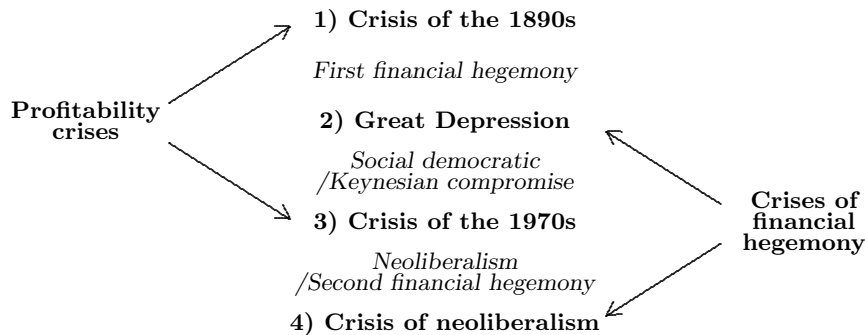 1) Crisis of the 1890s
First financial hegemony
Profitability
crises
2) Great Depression
Social democratic
/Keynesian compromise
3) Crisis of the 1970s
Crises of
financial
hegemony
Neoliberalism
/Second financial hegemony
4) Crisis of neoliberalism